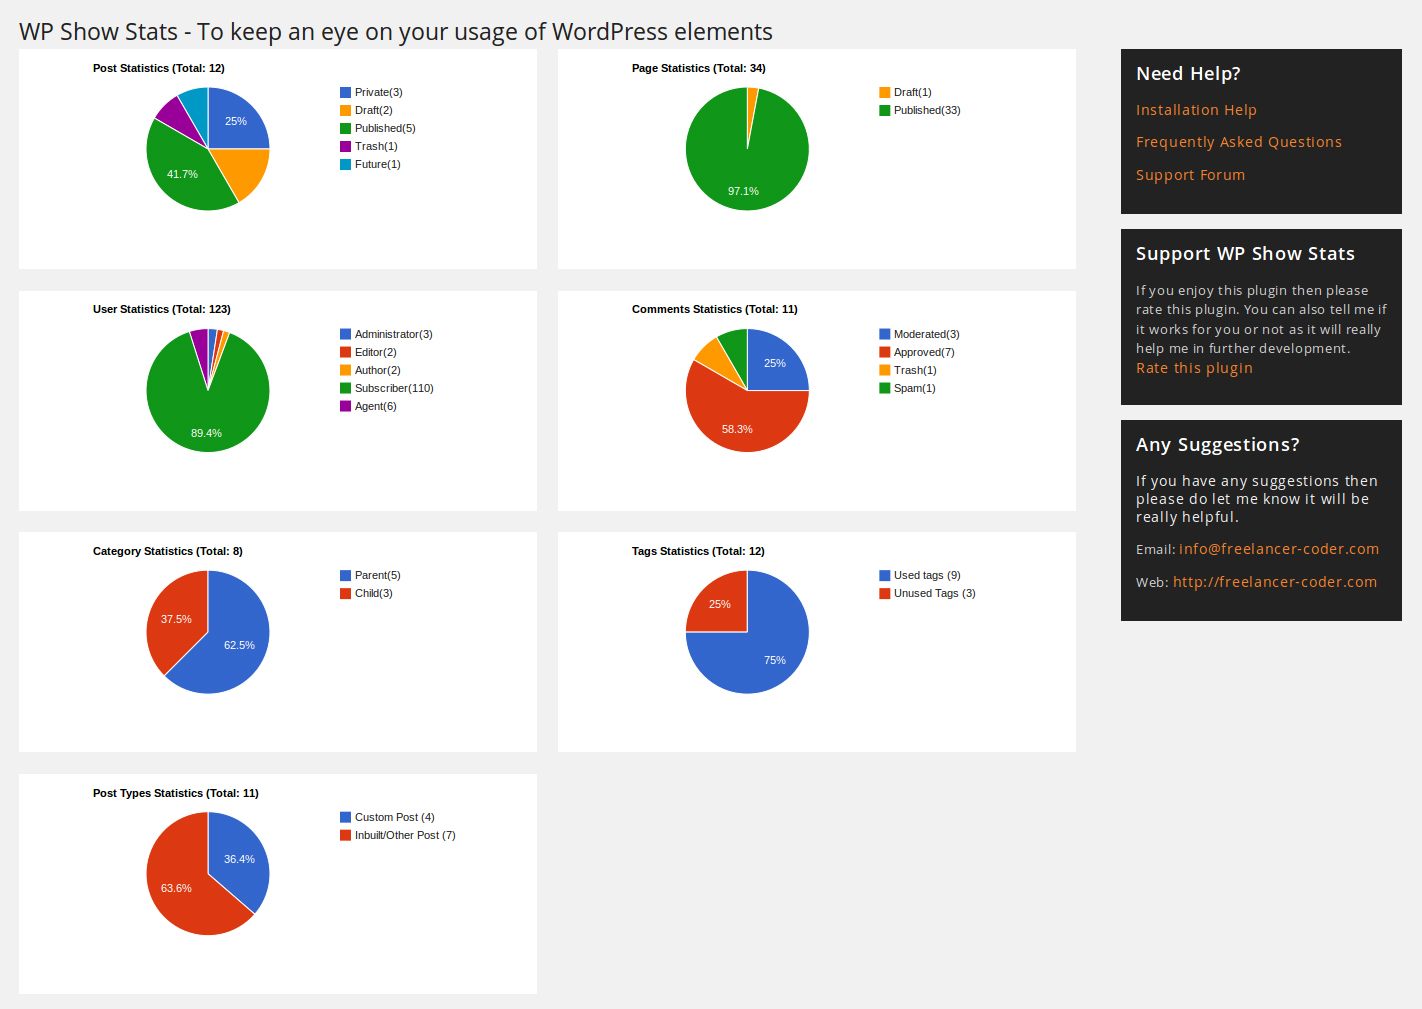 WP Show Stats - To keep an eye on your usage of WordPress elements
Post Statistics (Total: 12)
Private(3)
Draft(2)
Published(5)
Trash(1)
Future(1)
25%
41.7%
Page Statistics (Total: 34)
Draft(1)
Published(33)
97.1%
User Statistics (Total: 123)
Administrator(3)
Editor(2)
Author(2)
Subscriber(110)
Agent(6)
89.4%
Comments Statistics (Total: 11)
Moderated(3)
Approved(7)
Trash(1)
Spam(1)
25%
58.3%
Category Statistics (Total: 8)
Parent(5)
Child(3)
37.5%
62.5%
Tags Statistics (Total: 12)
Used tags (9)
Unused Tags (3)
25%
75%
Post Types Statistics (Total: 11)
Custom Post (4)
Inbuilt/Other Post (7)
36.4%
63.6%
Need Help?
Installation Help
Frequently Asked Questions
Support Forum
Support WP Show Stats
If you enjoy this plugin then please
rate this plugin. You can also tell me if
it works for you or not as it will really
help me in further development.
Rate this plugin
Any Suggestions?
If you have any suggestions then
please do let me know it will be
really helpful.
Email: info@freelancer-coder.com
Web: http://freelancer-coder.com